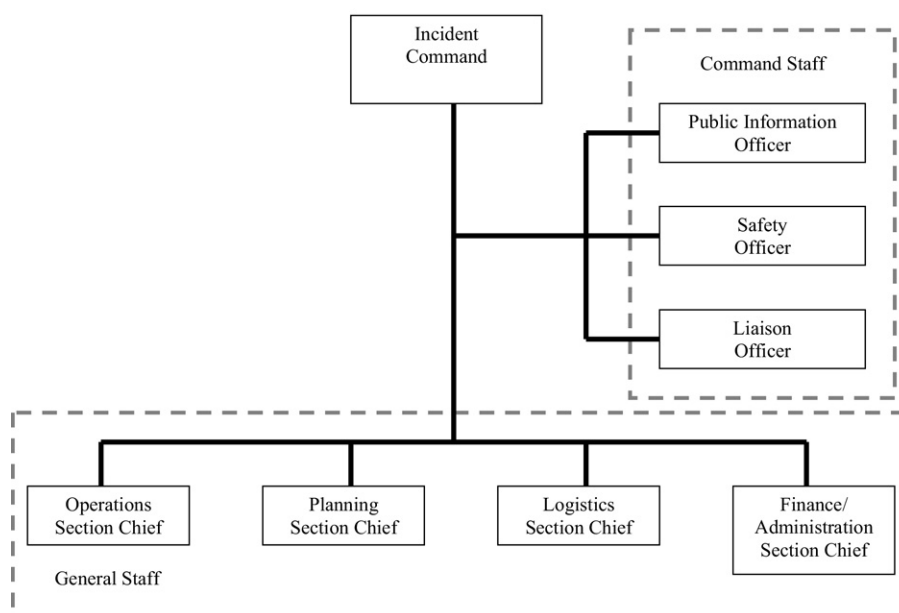 Incident
Command
Command Staff
Public Information
Officer
Safety
Officer
Liaison
Officer
Operations
Section Chief
Planning
Section Chief
Logistics
Section Chief
Finance/
Administration
Section Chief
General Staff